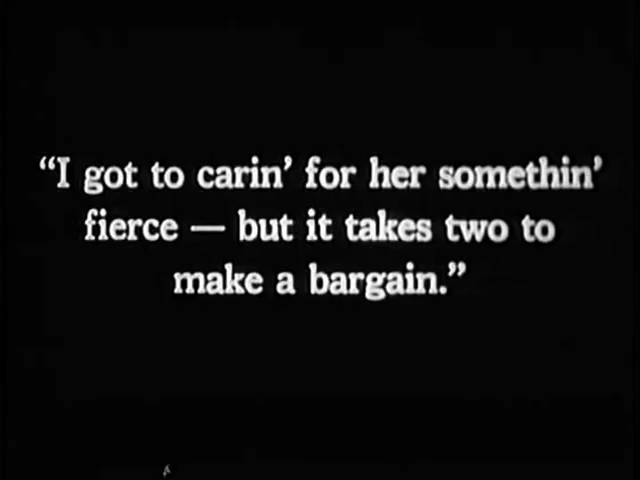 “I got to carin’ for her somethin’
fierce — but it takes two to
make a bargain.”